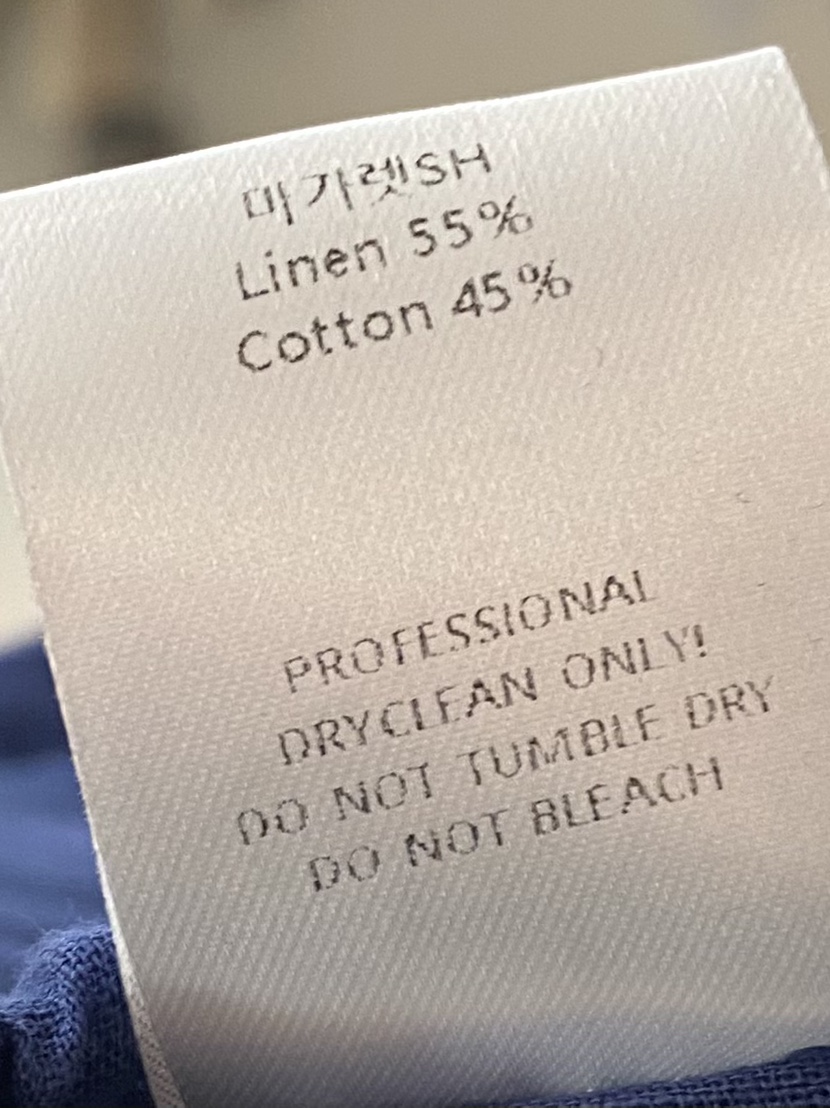 마가렛SH
Linen 55%
Cotton 45%
PROFESSIONAL
DRYCLEAN ONLY!
DO NOT TUMBLE DRY
DO NOT BLEACH